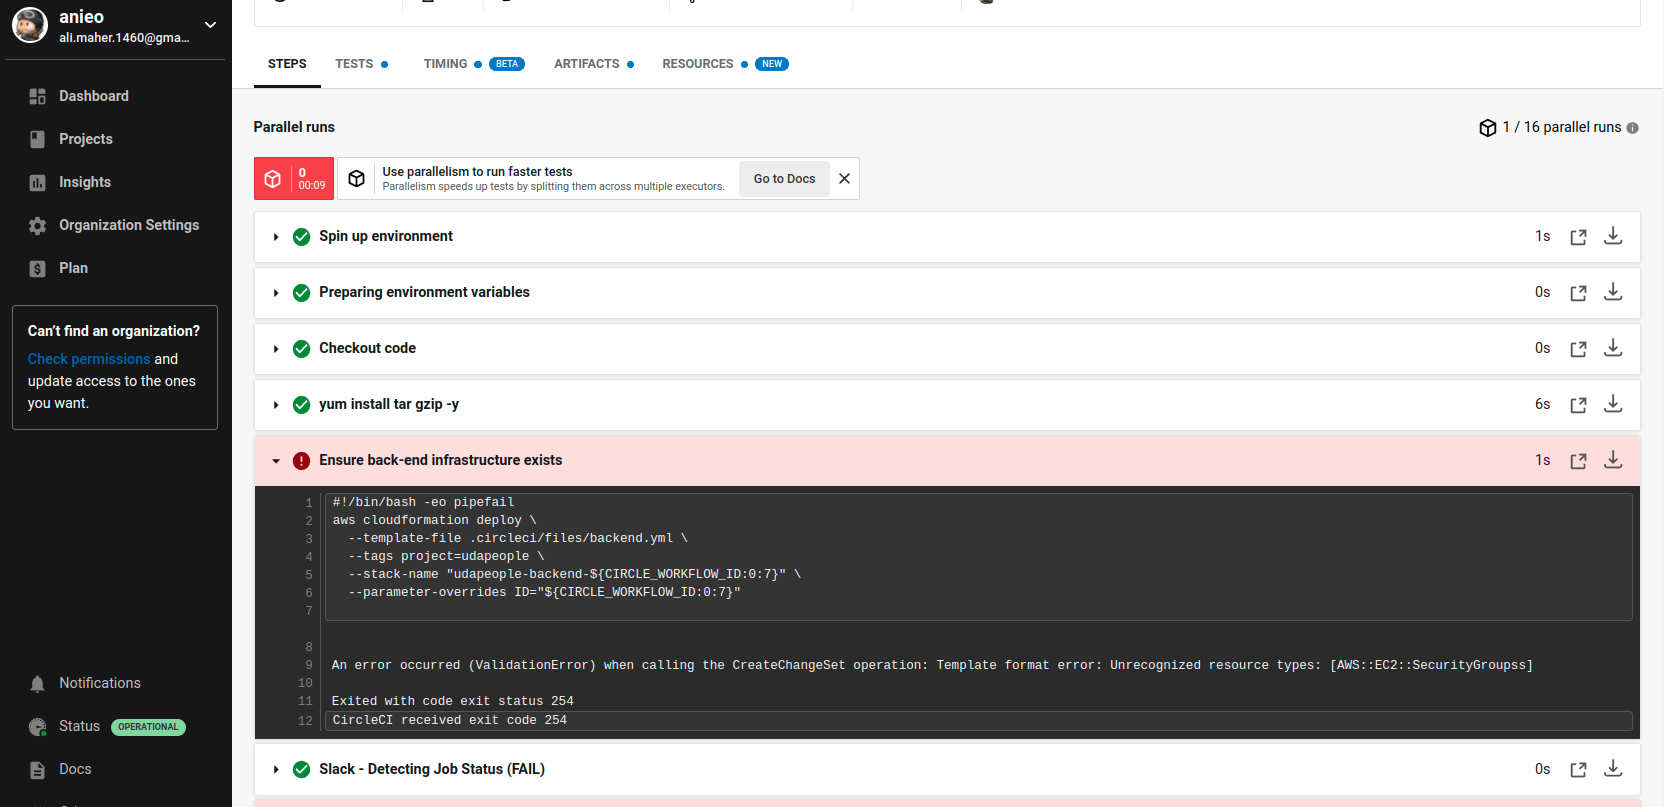 anieo
ali.maher.1460@gma...
Dashboard
Projects
Insights
Organization Settings
Plan
Can't find an organization?
Check permissions and
update access to the ones
you want.
Notifications
Status OPERATIONAL
Docs
STEPS TESTS TIMING BETA ARTIFACTS RESOURCES NEW
Parallel runs
1 / 16 parallel runs
0
00:09
Use parallelism to run faster tests
Parallelism speeds up tests by splitting them across multiple executors.
Go to Docs
Spin up environment 1s
Preparing environment variables 0s
Checkout code 0s
yum install tar gzip -y 6s
Ensure back-end infrastructure exists 1s
1 #!/bin/bash -eo pipefail
2 aws cloudformation deploy \
3 --template-file .circleci/files/backend.yml \
4 --tags project=udapeople \
5 --stack-name "udapeople-backend-${CIRCLE_WORKFLOW_ID:0:7}" \
6 --parameter-overrides ID="${CIRCLE_WORKFLOW_ID:0:7}"
7
8
9 An error occurred (ValidationError) when calling the CreateChangeSet operation: Template format error: Unrecognized resource types: [AWS::EC2::SecurityGroupss]
10
11 Exited with code exit status 254
12 CircleCI received exit code 254
Slack - Detecting Job Status (FAIL) 0s